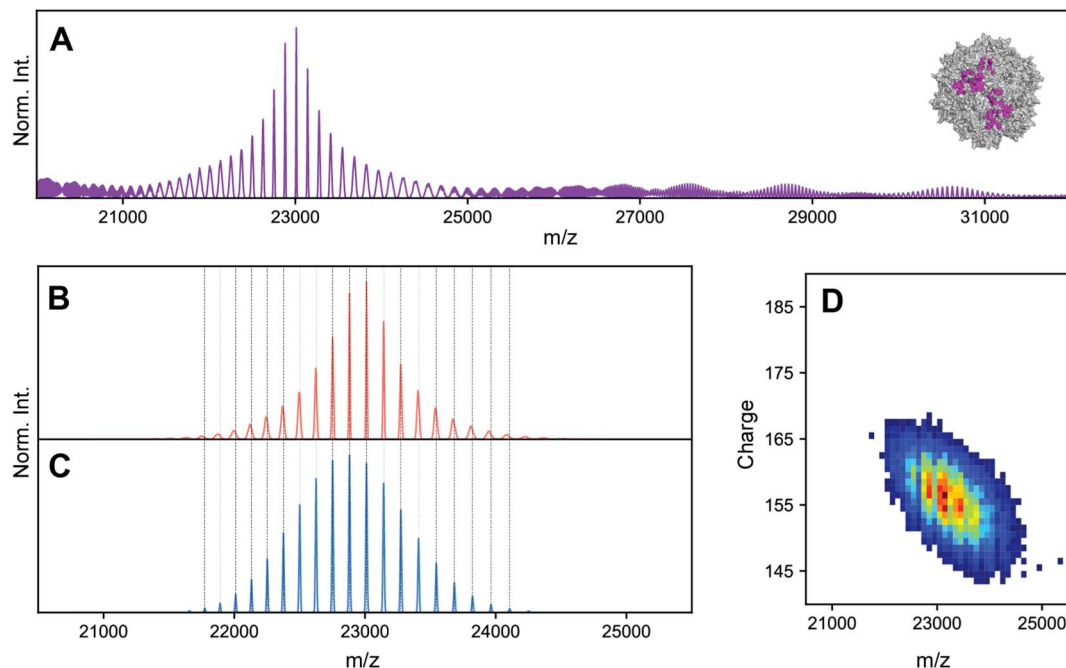 A
Norm. Int.
21000 23000 25000 27000 29000 31000
m/z
B
C
Norm. Int.
21000 22000 23000 24000 25000
m/z
D
Charge
185
175
165
155
145
21000 23000 25000
m/z